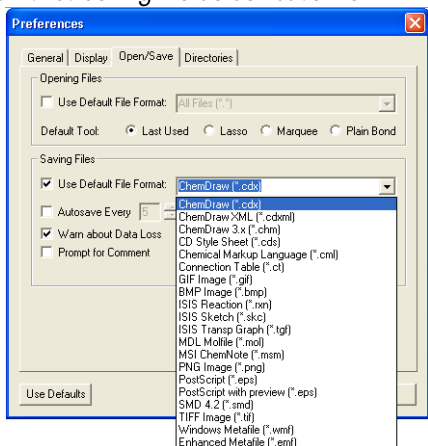 Preferences
General Display Open/Save Directories
Opening Files
Use Default File Format: All Files (*.*)
Default Tool: Last Used Lasso Marquee Plain Bond
Saving Files
Use Default File Format: ChemDraw (*.cdx)
Autosave Every 5
Warn about Data Loss
Prompt for Comment
ChemDraw (*.cdx)
ChemDraw XML (*.cdxml)
ChemDraw 3.x (*.chm)
CD Style Sheet (*.cds)
Chemical Markup Language (*.cml)
Connection Table (*.ct)
GIF Image (*.gif)
BMP Image (*.bmp)
ISIS Reaction (*.rxn)
ISIS Sketch (*.skc)
ISIS Transp Graph (*.tgf)
MDL Molfile (*.mol)
MSI ChemNote (*.msm)
PNG Image (*.png)
PostScript (*.eps)
PostScript with preview (*.eps)
SMD 4.2 (*.smd)
TIFF Image (*.tif)
Windows Metafile (*.wmf)
Enhanced Metafile (*.emf)
Use Defaults